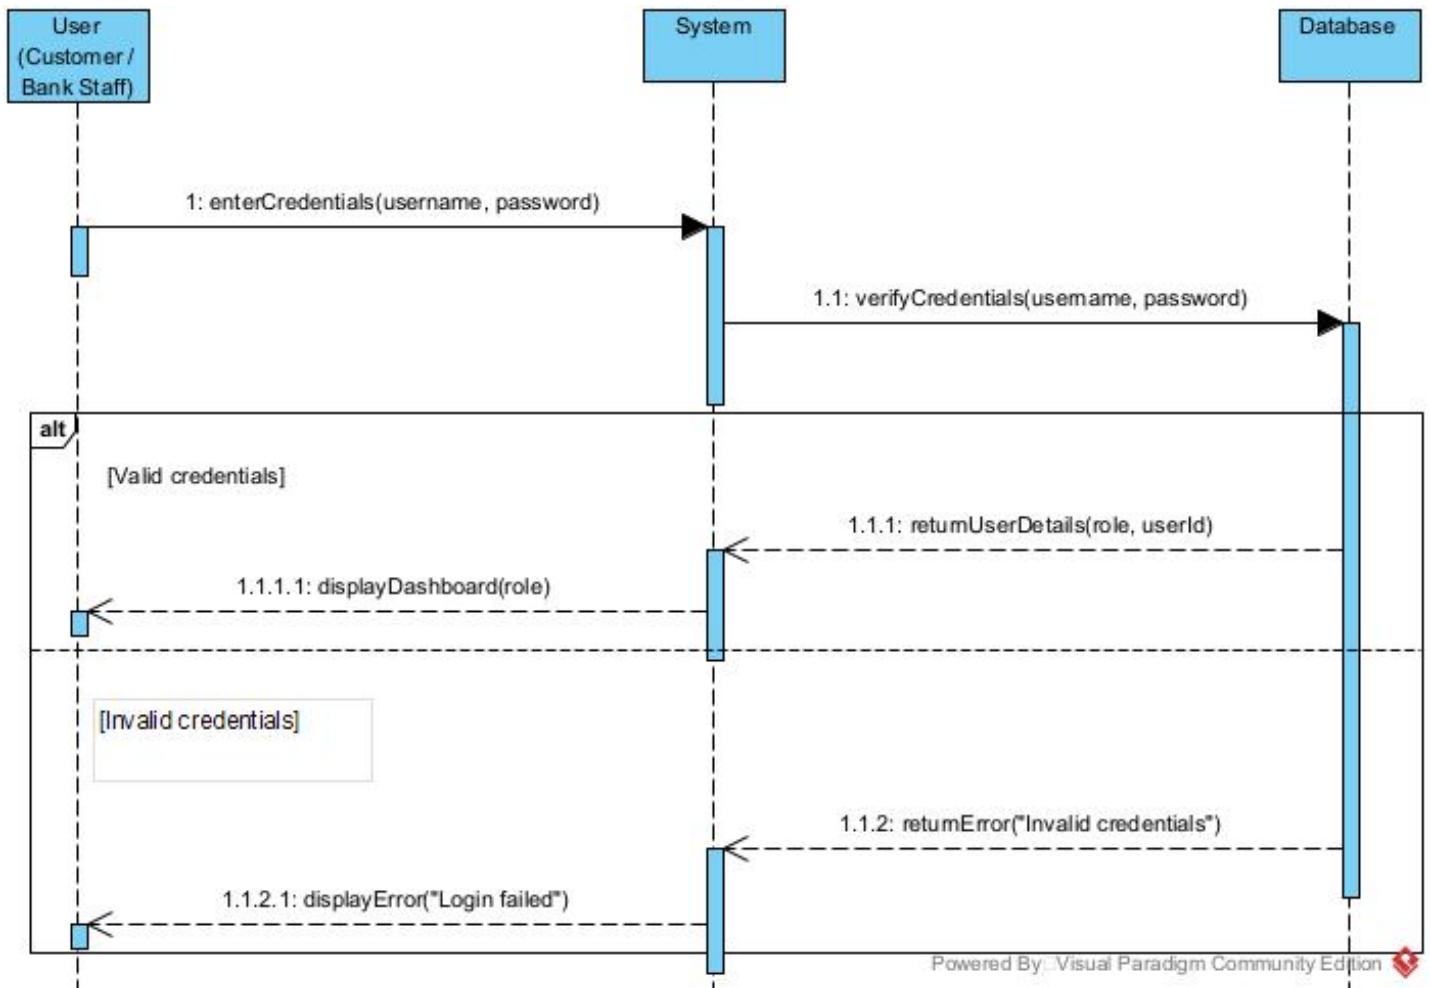 User
(Customer /
Bank Staff)
System
Database
1: enterCredentials(username, password)
1.1: verifyCredentials(username, password)
alt
[Valid credentials]
1.1.1: returnUserDetails(role, userId)
1.1.1.1: displayDashboard(role)
[Invalid credentials]
1.1.2: returnError("Invalid credentials")
1.1.2.1: displayError("Login failed")
Powered By Visual Paradigm Community Edition